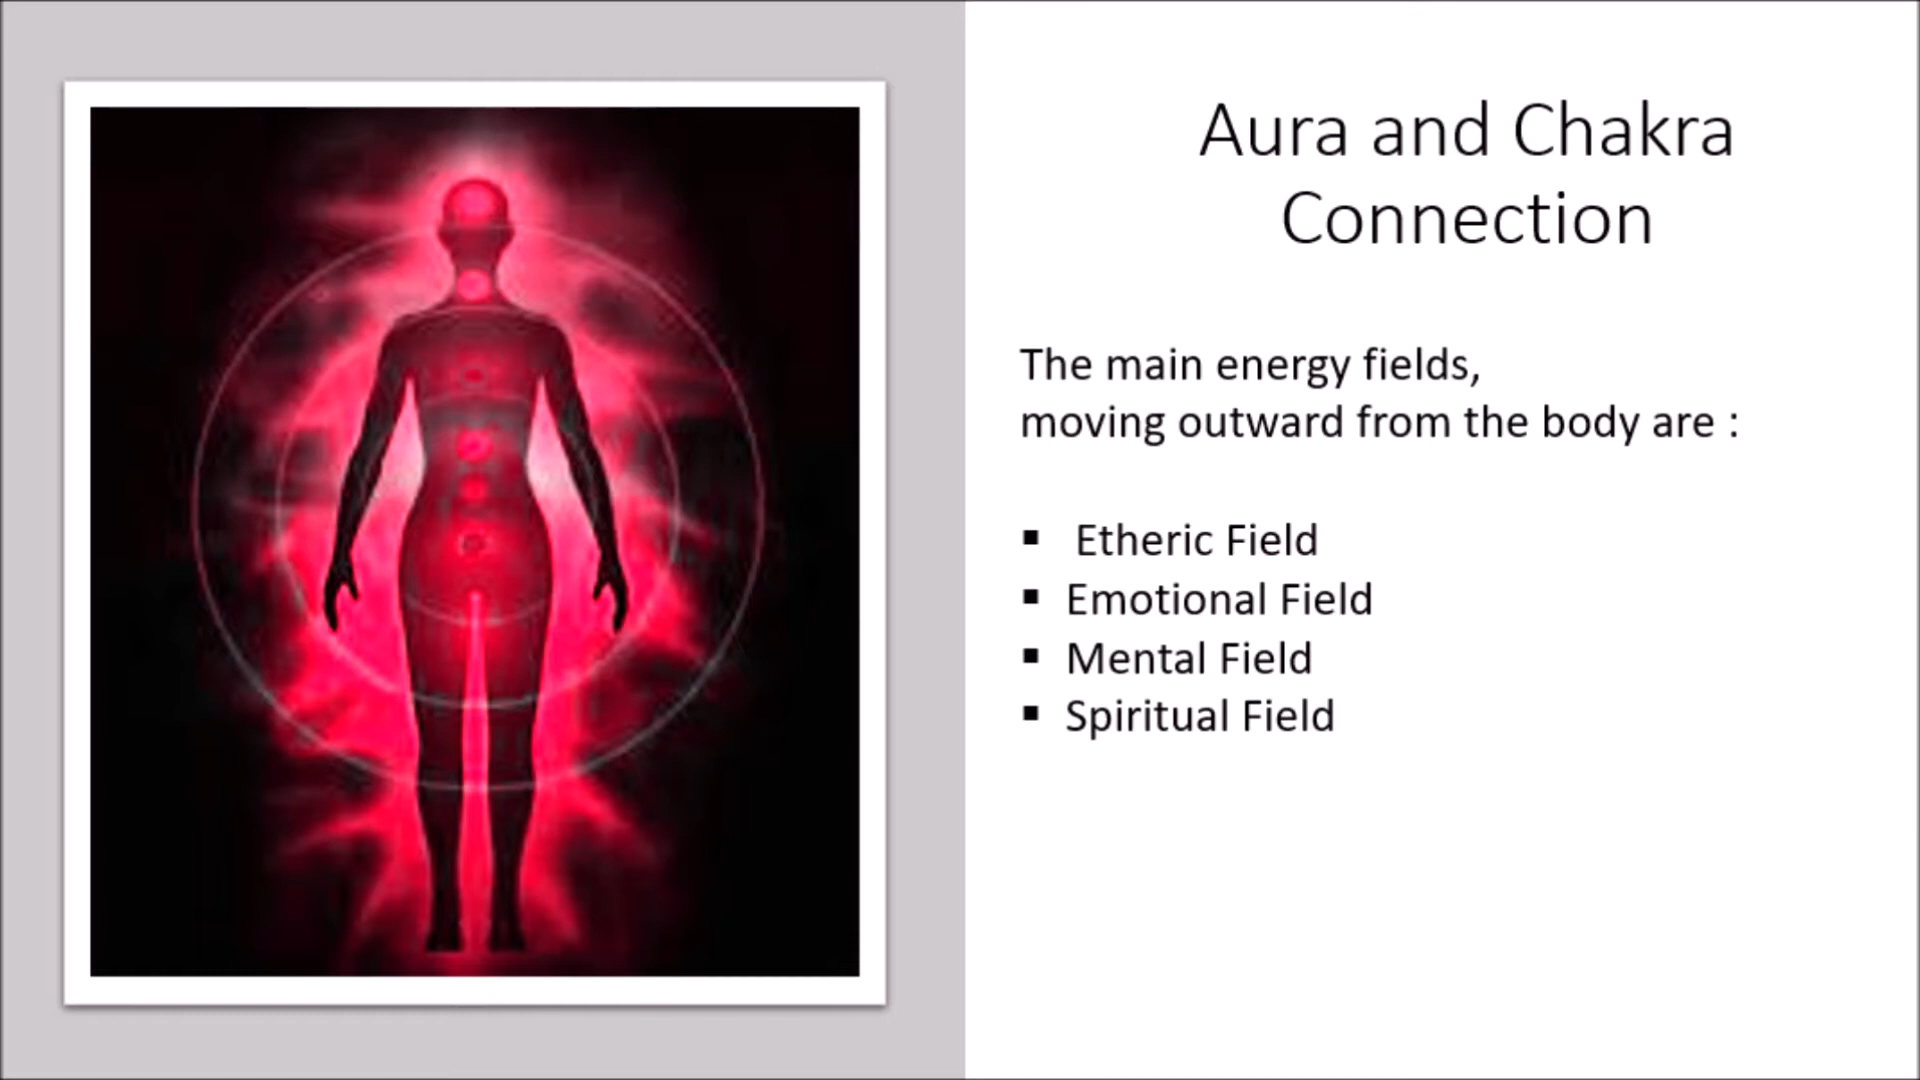 Aura and Chakra
Connection
The main energy fields,
moving outward from the body are :
▪ Etheric Field
▪ Emotional Field
▪ Mental Field
▪ Spiritual Field